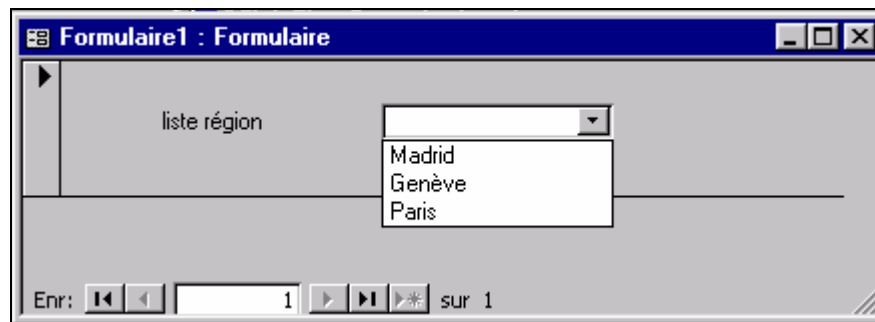 Formulaire1 : Formulaire
liste région
Madrid
Genève
Paris
Enr: 1 sur 1